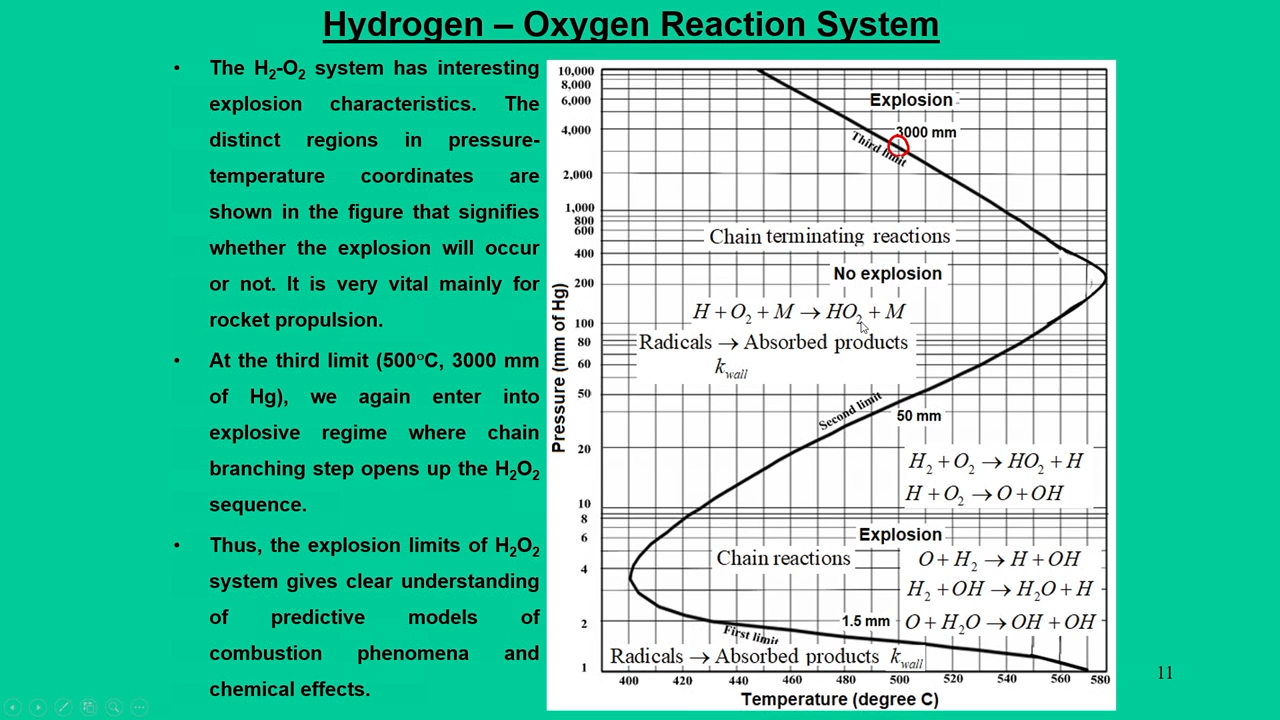 Hydrogen – Oxygen Reaction System
• The H₂-O₂ system has interesting
explosion characteristics. The
distinct regions in pressure-
temperature coordinates are
shown in the figure that signifies
whether the explosion will occur
or not. It is very vital mainly for
rocket propulsion.
• At the third limit (500°C, 3000 mm
of Hg), we again enter into
explosive regime where chain
branching step opens up the H₂O₂
sequence.
• Thus, the explosion limits of H₂O₂
system gives clear understanding
of predictive models of
combustion phenomena and
chemical effects.
Pressure (mm of Hg)
10,000
8,000
6,000
4,000
2,000
1,000
800
600
400
200
100
80
60
50
20
10
8
6
4
2
1
Explosion
3000 mm
Third limit
Chain terminating reactions
No explosion
H + O₂ + M → HO₂ + M
Radicals → Absorbed products
k wall
Second limit
50 mm
H₂ + O₂ → HO₂ + H
H + O₂ → O + OH
Explosion
Chain reactions
O + H₂ → H + OH
H₂ + OH → H₂O + H
1.5 mm
O + H₂O → OH + OH
First limit
Radicals → Absorbed products k wall
400 420 440 460 480 500 520 540 560 580
Temperature (degree C)
11